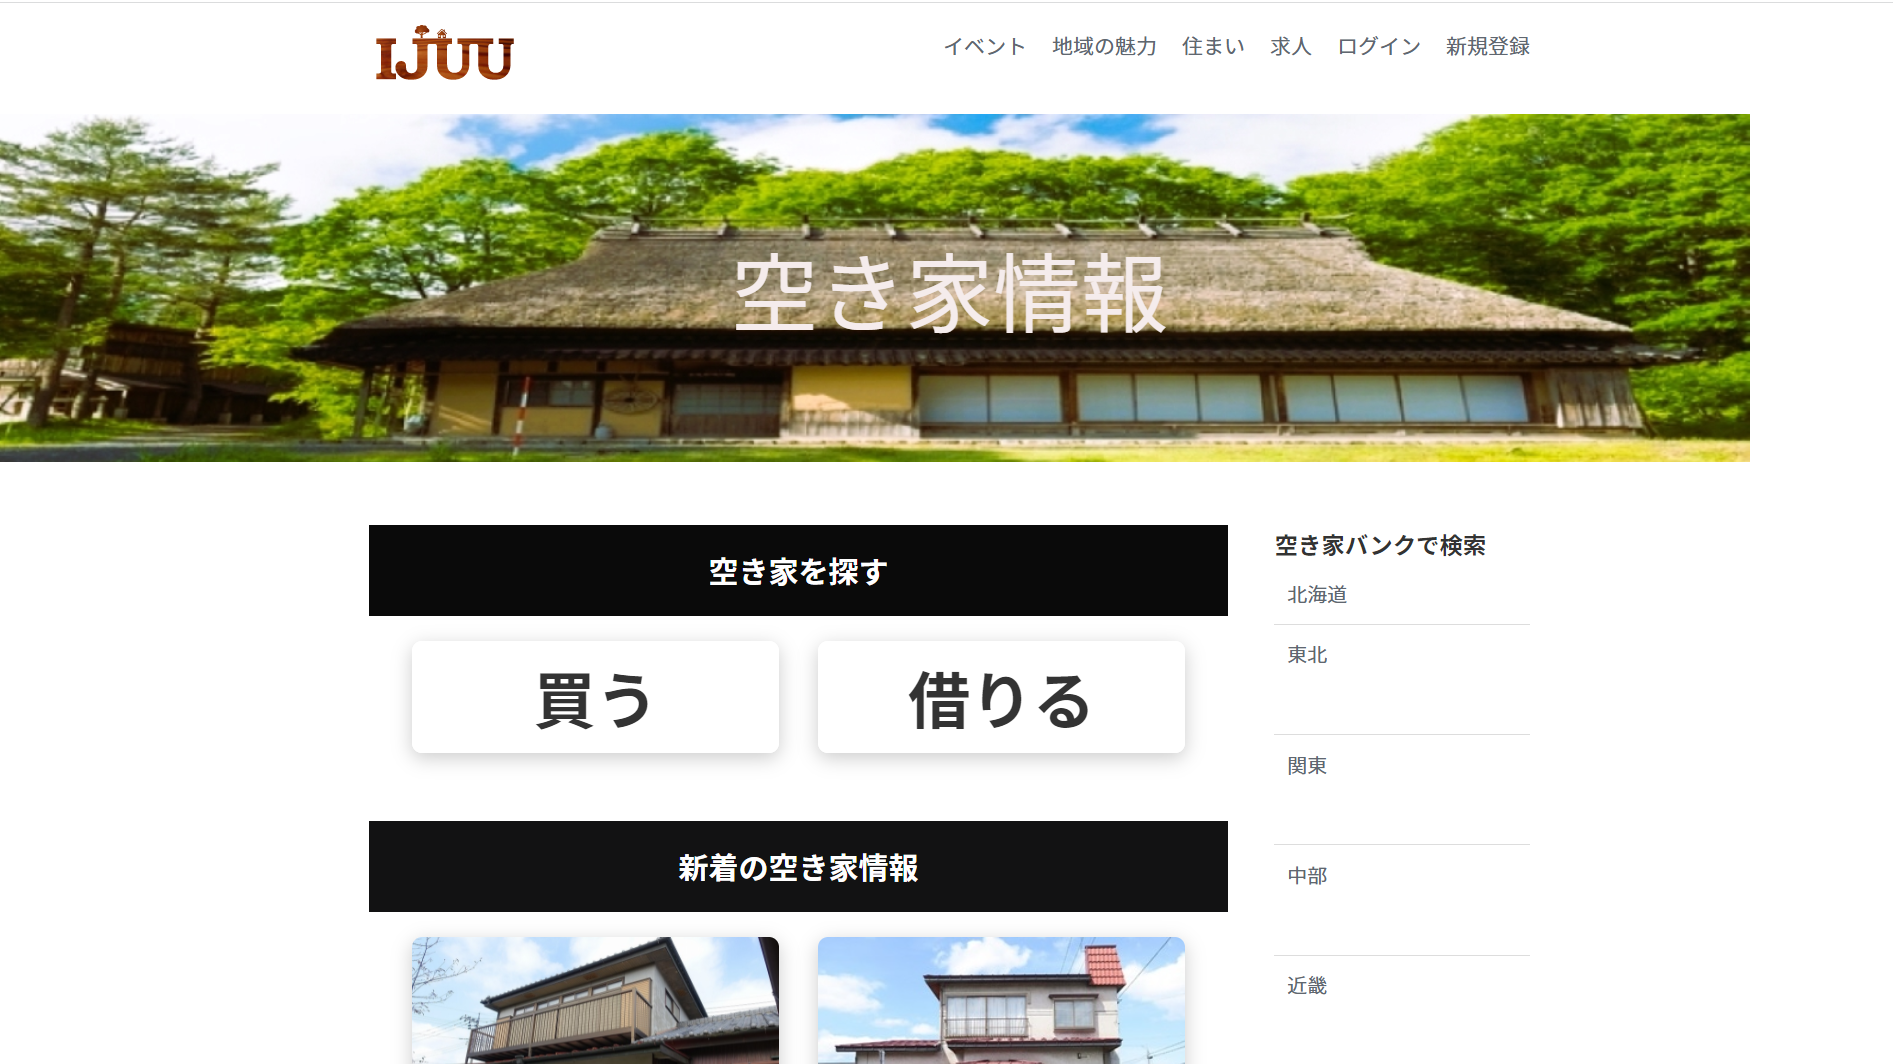 IJUU
イベント 地域の魅力 住まい 求人 ログイン 新規登録
空き家情報
空き家を探す
買う 借りる
新着の空き家情報
空き家バンクで検索
北海道
東北
関東
中部
近畿